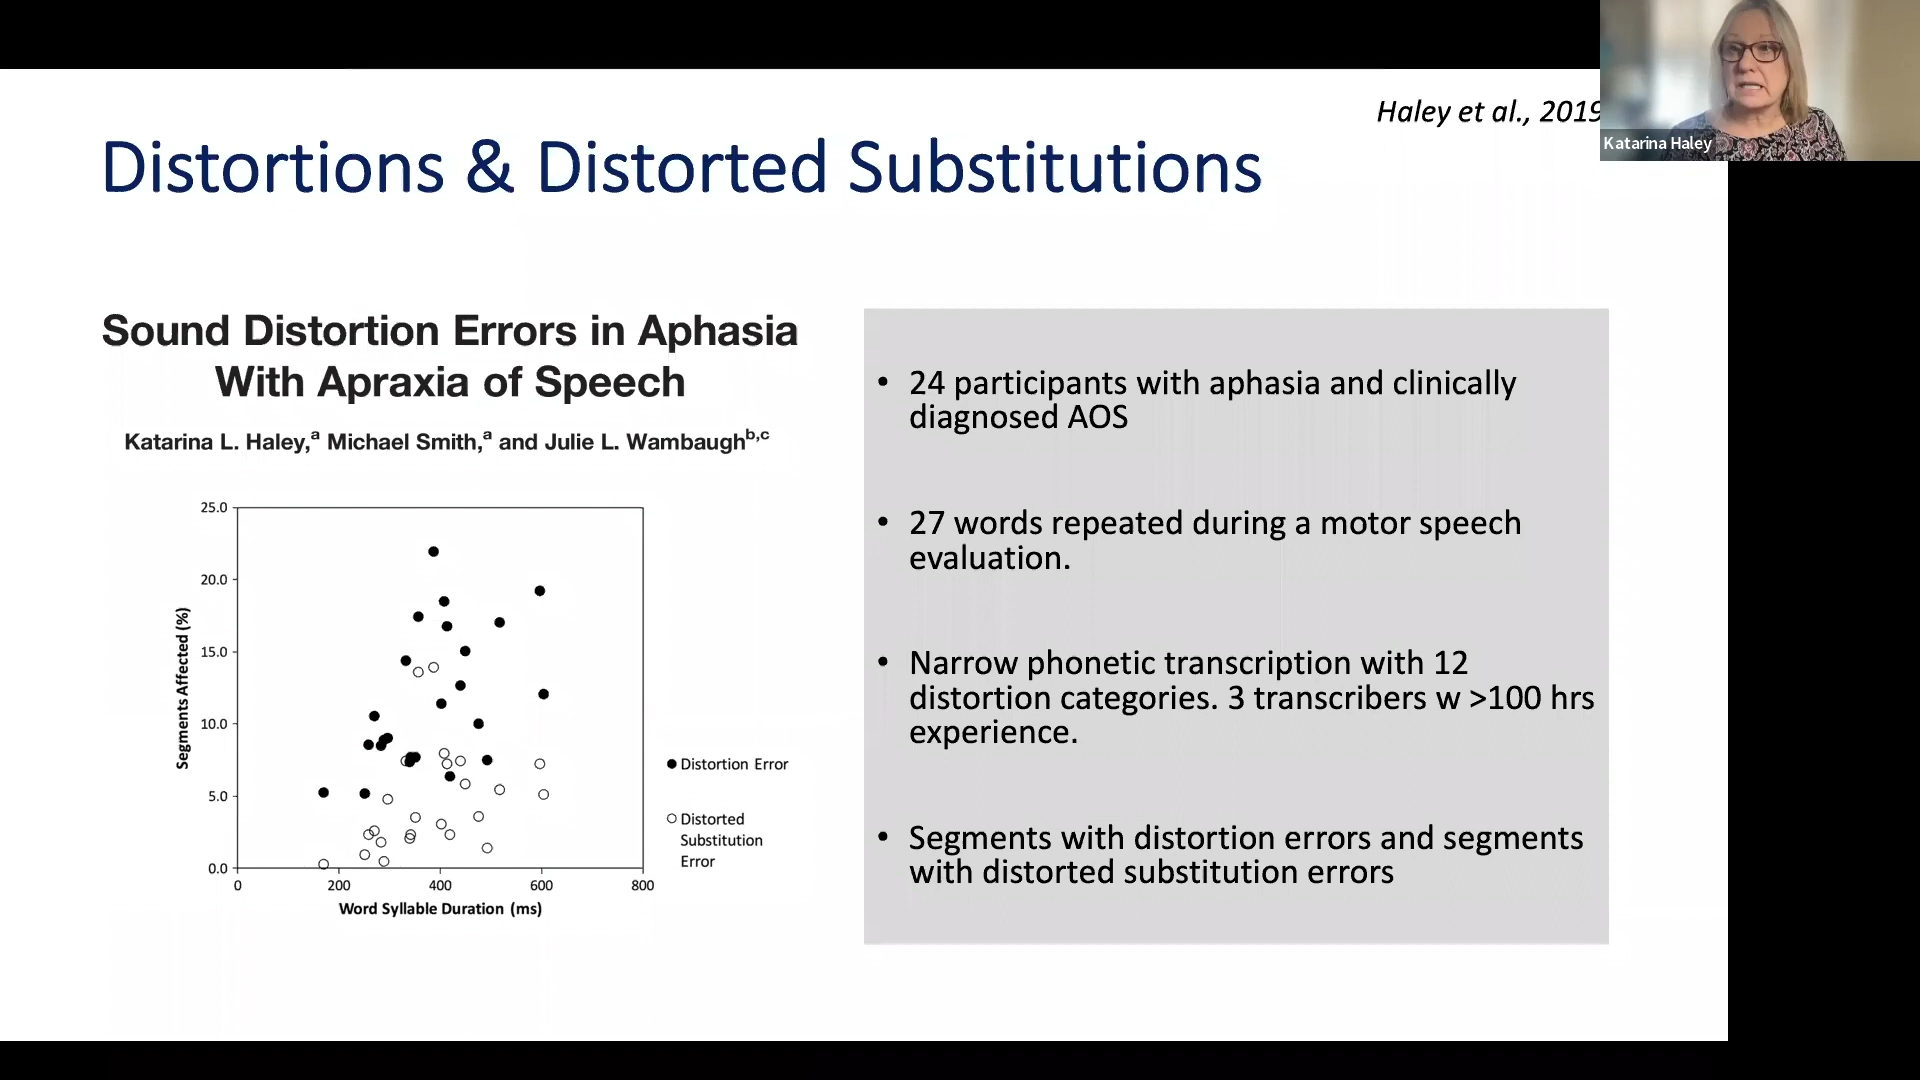 Haley et al., 2019
Katarina Haley
Distortions & Distorted Substitutions
Sound Distortion Errors in Aphasia
With Apraxia of Speech
Katarina L. Haley,a Michael Smith,a and Julie L. Wambaughb,c
25.0
20.0
15.0
10.0
5.0
0.0
Segments Affected (%)
0 200 400 600 800
Word Syllable Duration (ms)
Distortion Error
Distorted
Substitution
Error
• 24 participants with aphasia and clinically
diagnosed AOS
• 27 words repeated during a motor speech
evaluation.
• Narrow phonetic transcription with 12
distortion categories. 3 transcribers w >100 hrs
experience.
• Segments with distortion errors and segments
with distorted substitution errors